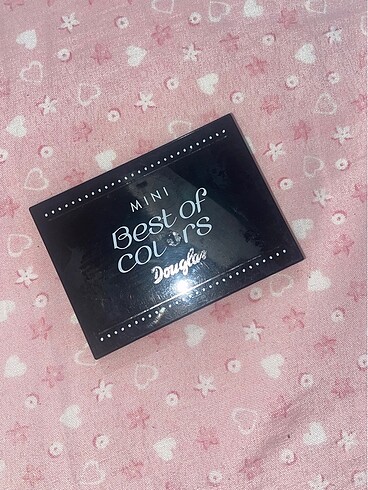 MINI
Best of
colors
Douglas